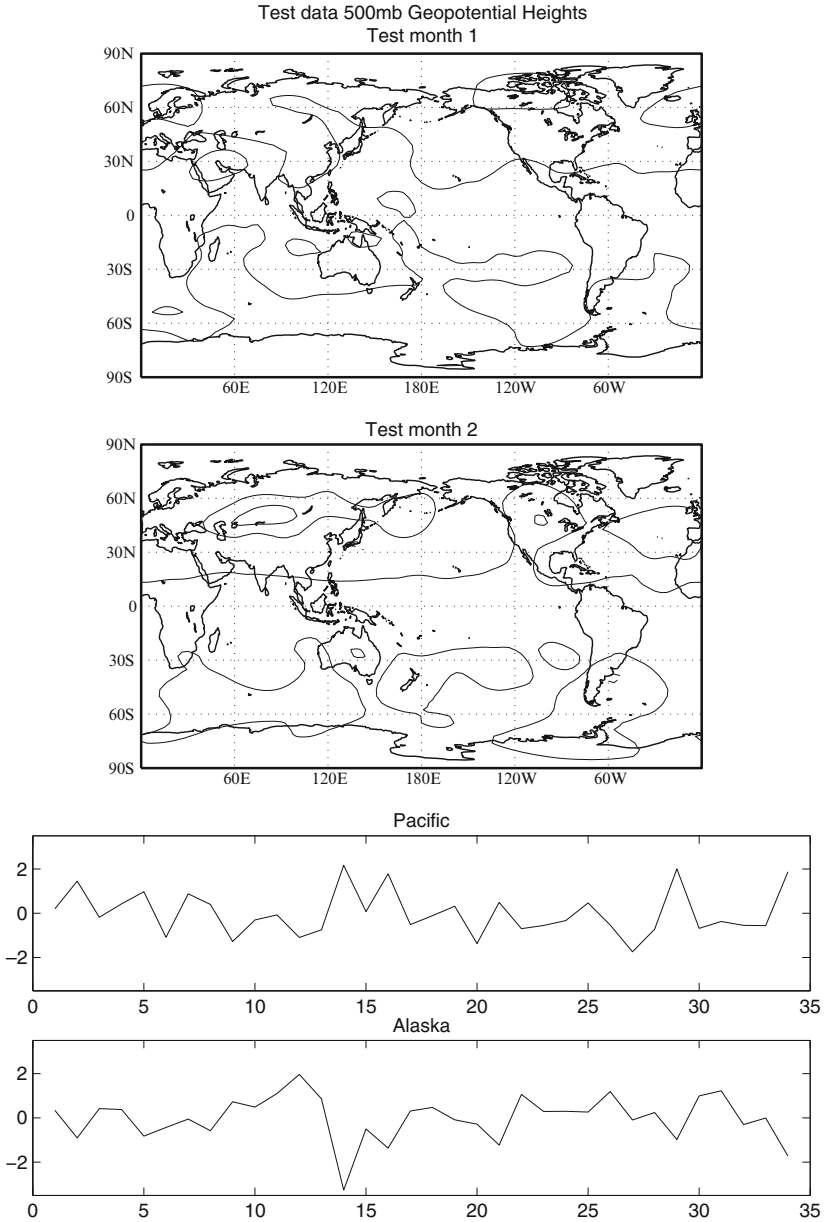 Test data 500mb Geopotential Heights
Test month 1
90N
60N
30N
0
30S
60S
90S
60E 120E 180E 120W 60W
Test month 2
90N
60N
30N
0
30S
60S
90S
60E 120E 180E 120W 60W
Pacific
2
0
−2
0 5 10 15 20 25 30 35
Alaska
2
0
−2
0 5 10 15 20 25 30 35